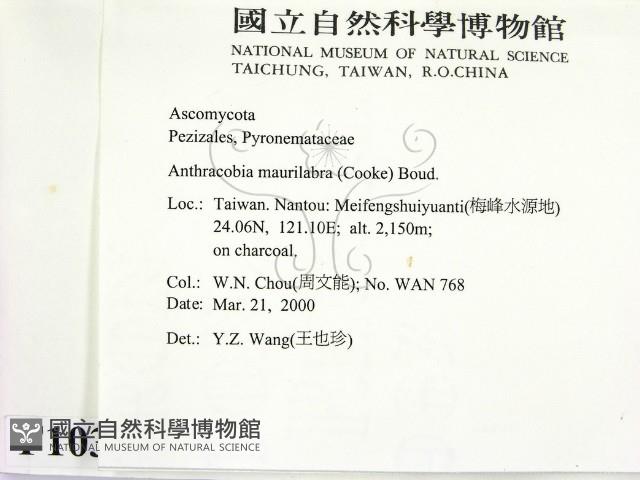 國立自然科學博物館
NATIONAL MUSEUM OF NATURAL SCIENCE
TAICHUNG, TAIWAN, R.O.CHINA
Ascomycota
Pezizales, Pyronemataceae
Anthracobia maurilabra (Cooke) Boud.
Loc.: Taiwan. Nantou: Meifengshuiyuanti(梅峰水源地)
24.06N, 121.10E; alt. 2,150m;
on charcoal.
Col.: W.N. Chou(周文能); No. WAN 768
Date: Mar. 21, 2000
Det.: Y.Z. Wang(王也珍)
國立自然科學博物館
NATIONAL MUSEUM OF NATURAL SCIENCE